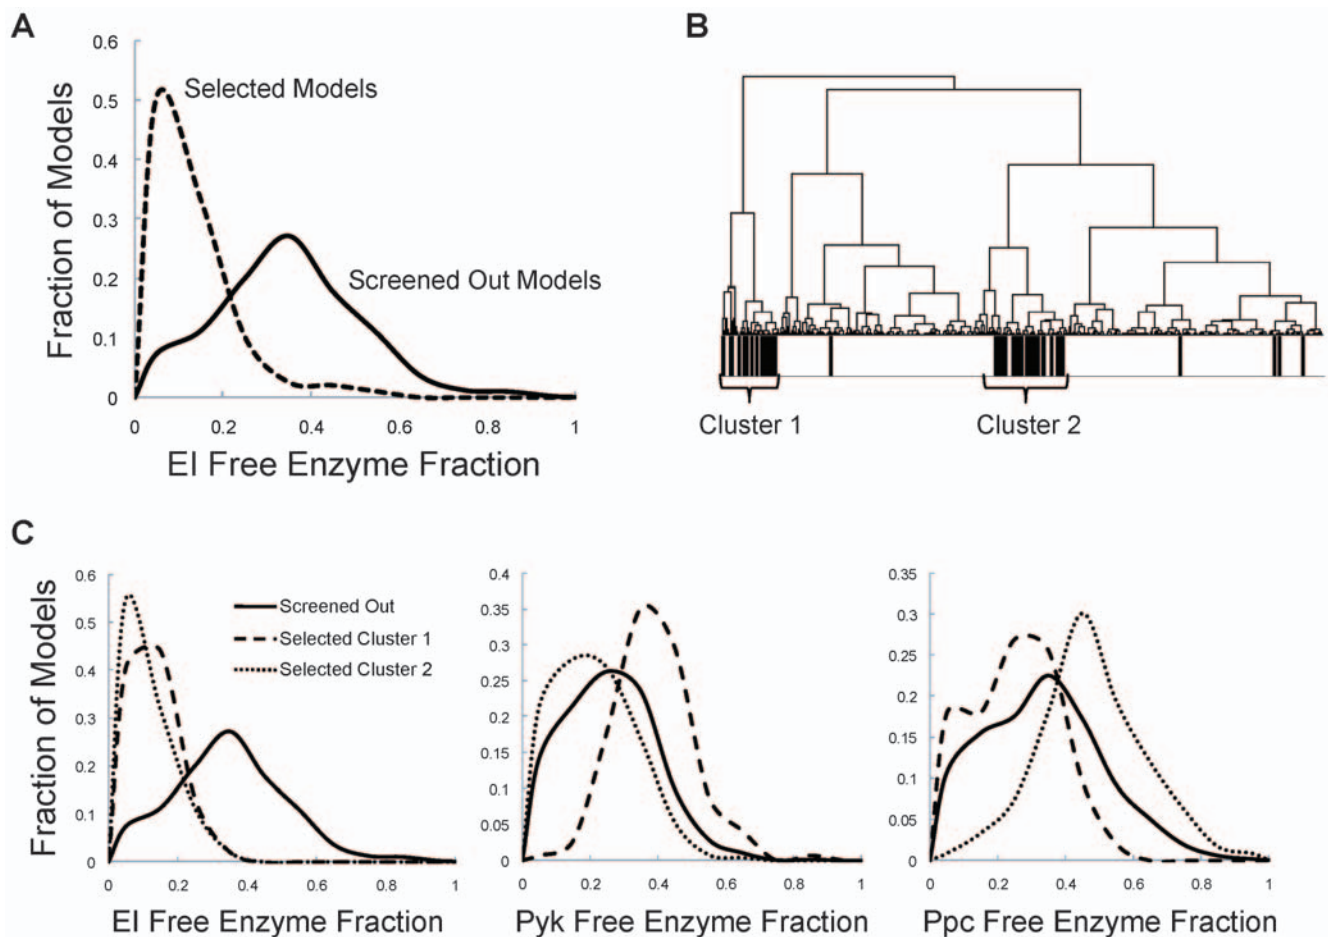 A
B
0.6
0.5
0.4
0.3
0.2
0.1
0
Fraction of Models
Selected Models
Screened Out Models
0 0.2 0.4 0.6 0.8 1
EI Free Enzyme Fraction
Cluster 1 Cluster 2
C
0.6
0.5
0.4
0.3
0.2
0.1
0
Fraction of Models
Screened Out
Selected Cluster 1
Selected Cluster 2
0 0.2 0.4 0.6 0.8 1
EI Free Enzyme Fraction
0.4
0.35
0.3
0.25
0.2
0.15
0.1
0.05
0
0 0.2 0.4 0.6 0.8 1
Pyk Free Enzyme Fraction
0.35
0.3
0.25
0.2
0.15
0.1
0.05
0
0 0.2 0.4 0.6 0.8 1
Ppc Free Enzyme Fraction